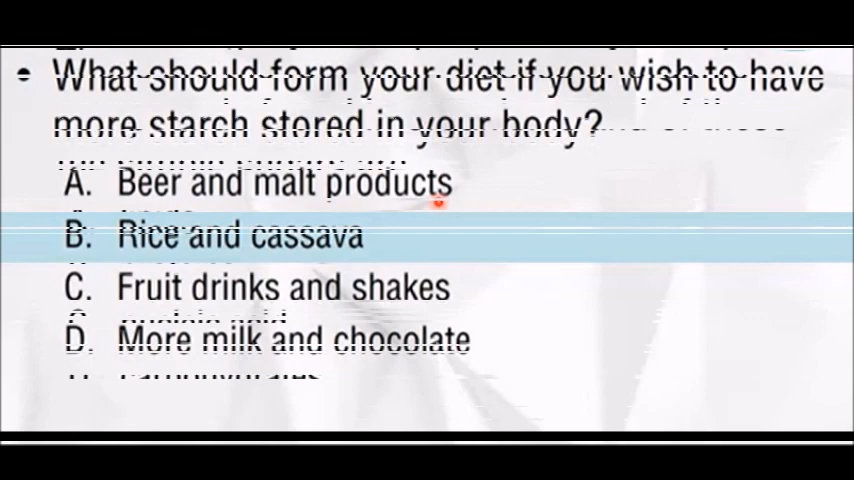 • What should form your diet if you wish to have
more starch stored in your body?
A. Beer and malt products
B. Rice and cassava
C. Fruit drinks and shakes
D. More milk and chocolate